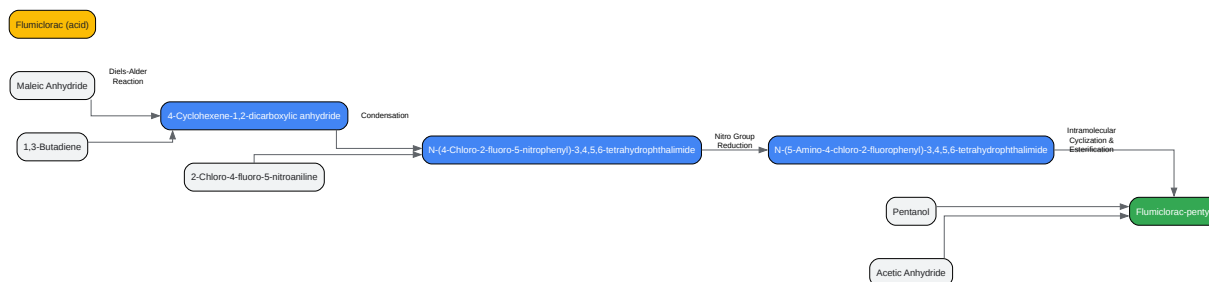 Flumiclorac (acid)
Maleic Anhydride
Diels-Alder
Reaction
4-Cyclohexene-1,2-dicarboxylic anhydride
Condensation
1,3-Butadiene
2-Chloro-4-fluoro-5-nitroaniline
N-(4-Chloro-2-fluoro-5-nitrophenyl)-3,4,5,6-tetrahydrophthalimide
Nitro Group
Reduction
N-(5-Amino-4-chloro-2-fluorophenyl)-3,4,5,6-tetrahydrophthalimide
Intramolecular
Cyclization &
Esterification
Pentanol
Flumiclorac-penty
Acetic Anhydride